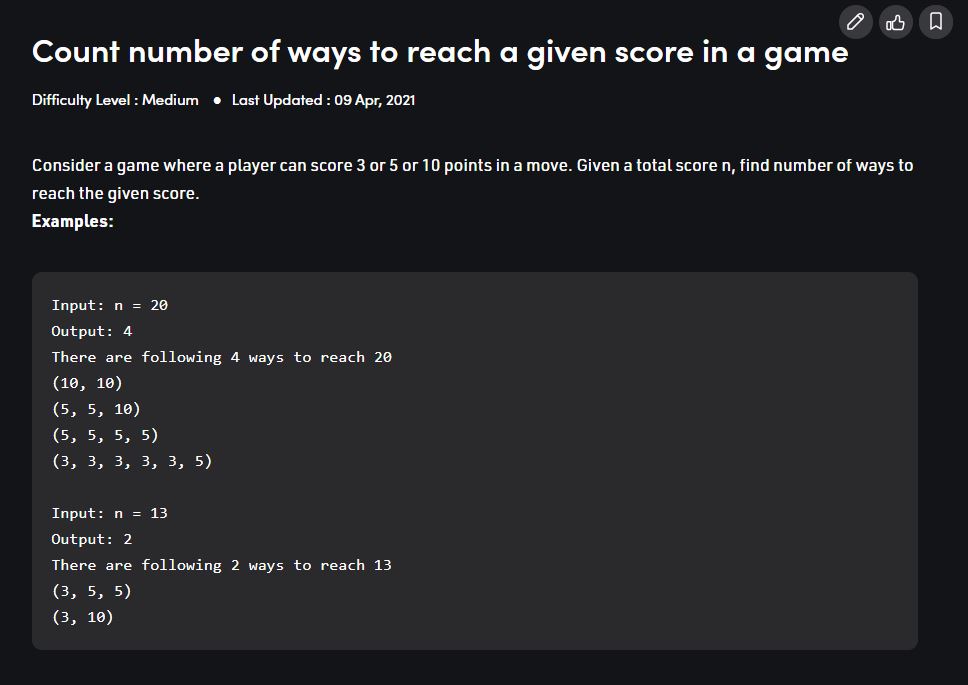 Count number of ways to reach a given score in a game
Difficulty Level : Medium ● Last Updated : 09 Apr, 2021
Consider a game where a player can score 3 or 5 or 10 points in a move. Given a total score n, find number of ways to
reach the given score.
Examples:
Input: n = 20
Output: 4
There are following 4 ways to reach 20
(10, 10)
(5, 5, 10)
(5, 5, 5, 5)
(3, 3, 3, 3, 3, 5)
Input: n = 13
Output: 2
There are following 2 ways to reach 13
(3, 5, 5)
(3, 10)